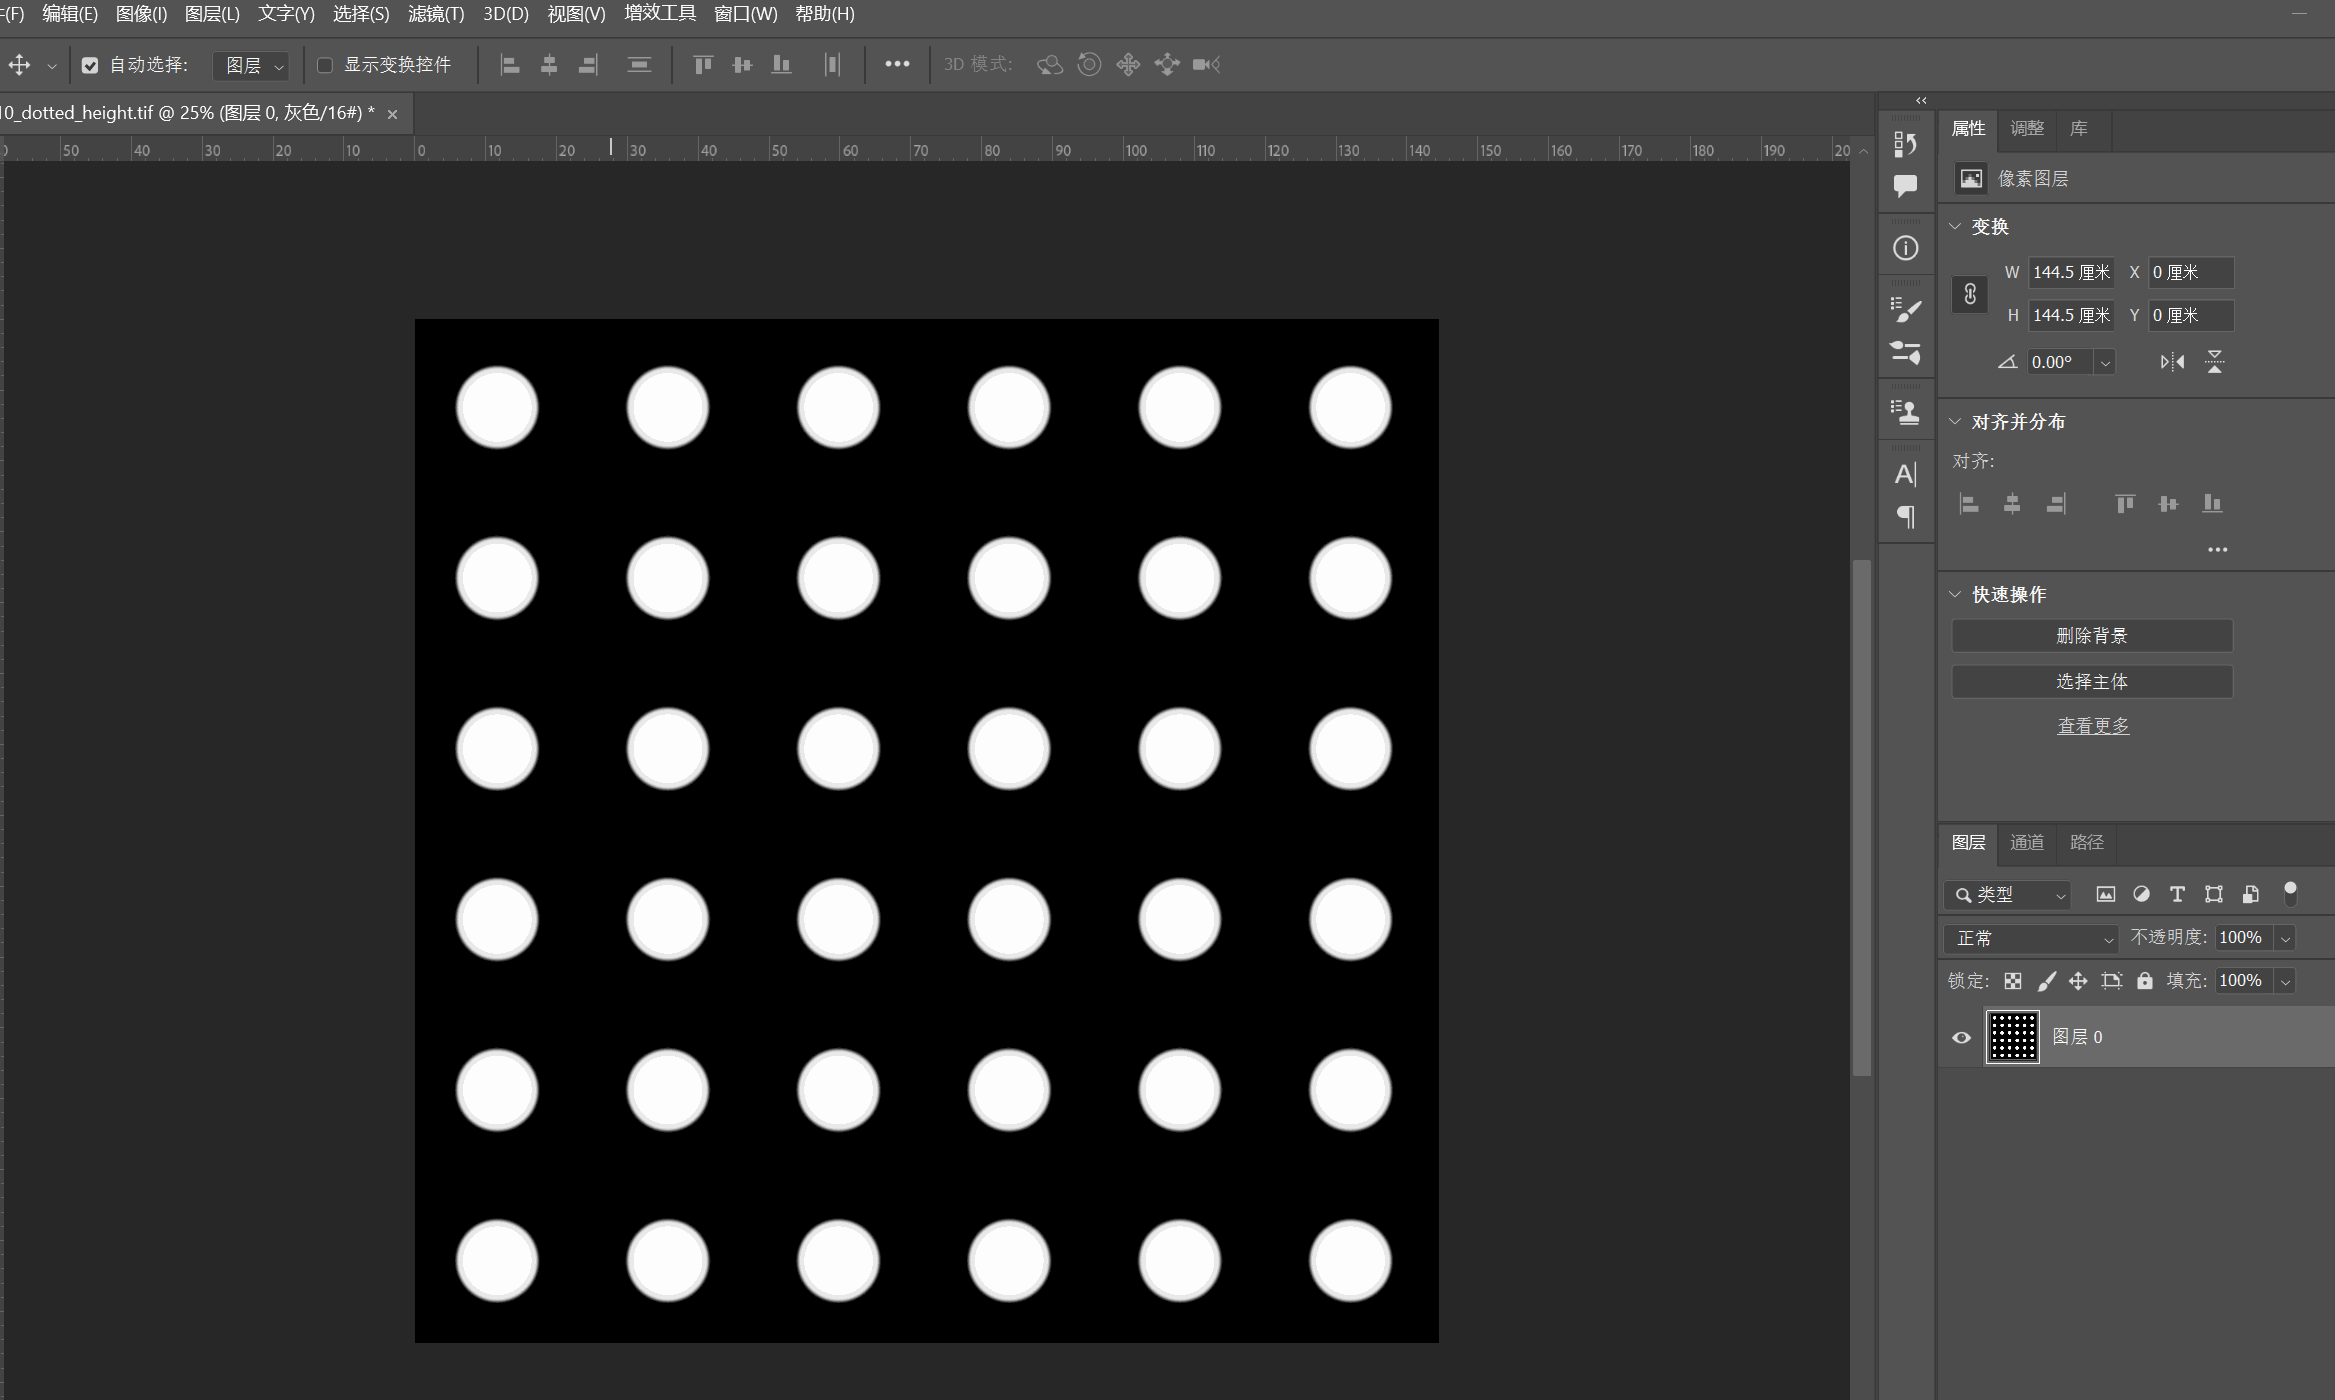 件(F) 编辑(E) 图像(I) 图层(L) 文字(Y) 选择(S) 滤镜(T) 3D(D) 视图(V) 增效工具 窗口(W) 帮助(H)
自动选择: 图层 显示变换控件 3D 模式:
10_dotted_height.tif @ 25% (图层 0, 灰色/16#) *
0 50 40 30 20 10 0 10 20 30 40 50 60 70 80 90 100 110 120 130 140 150 160 170 180 190 20
属性 调整 库
像素图层
变换
W 144.5 厘米 X 0 厘米
H 144.5 厘米 Y 0 厘米
0.00°
对齐并分布
对齐:
快速操作
删除背景
选择主体
查看更多
图层 通道 路径
类型
正常 不透明度: 100%
锁定: 填充: 100%
图层 0